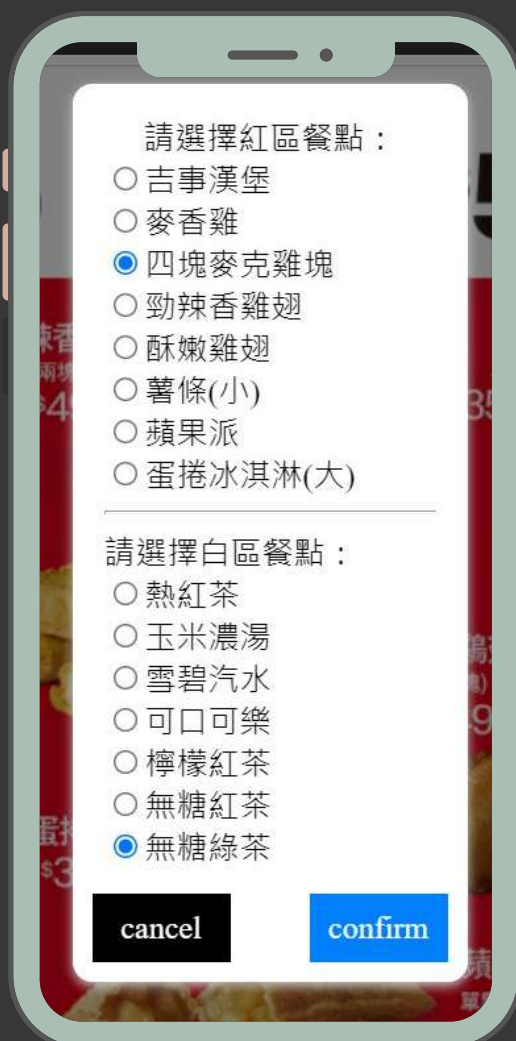 請選擇紅區餐點：
吉事漢堡
麥香雞
四塊麥克雞塊
勁辣香雞翅
酥嫩雞翅
薯條(小)
蘋果派
蛋捲冰淇淋(大)
請選擇白區餐點：
熱紅茶
玉米濃湯
雪碧汽水
可口可樂
檸檬紅茶
無糖紅茶
無糖綠茶
cancel
confirm